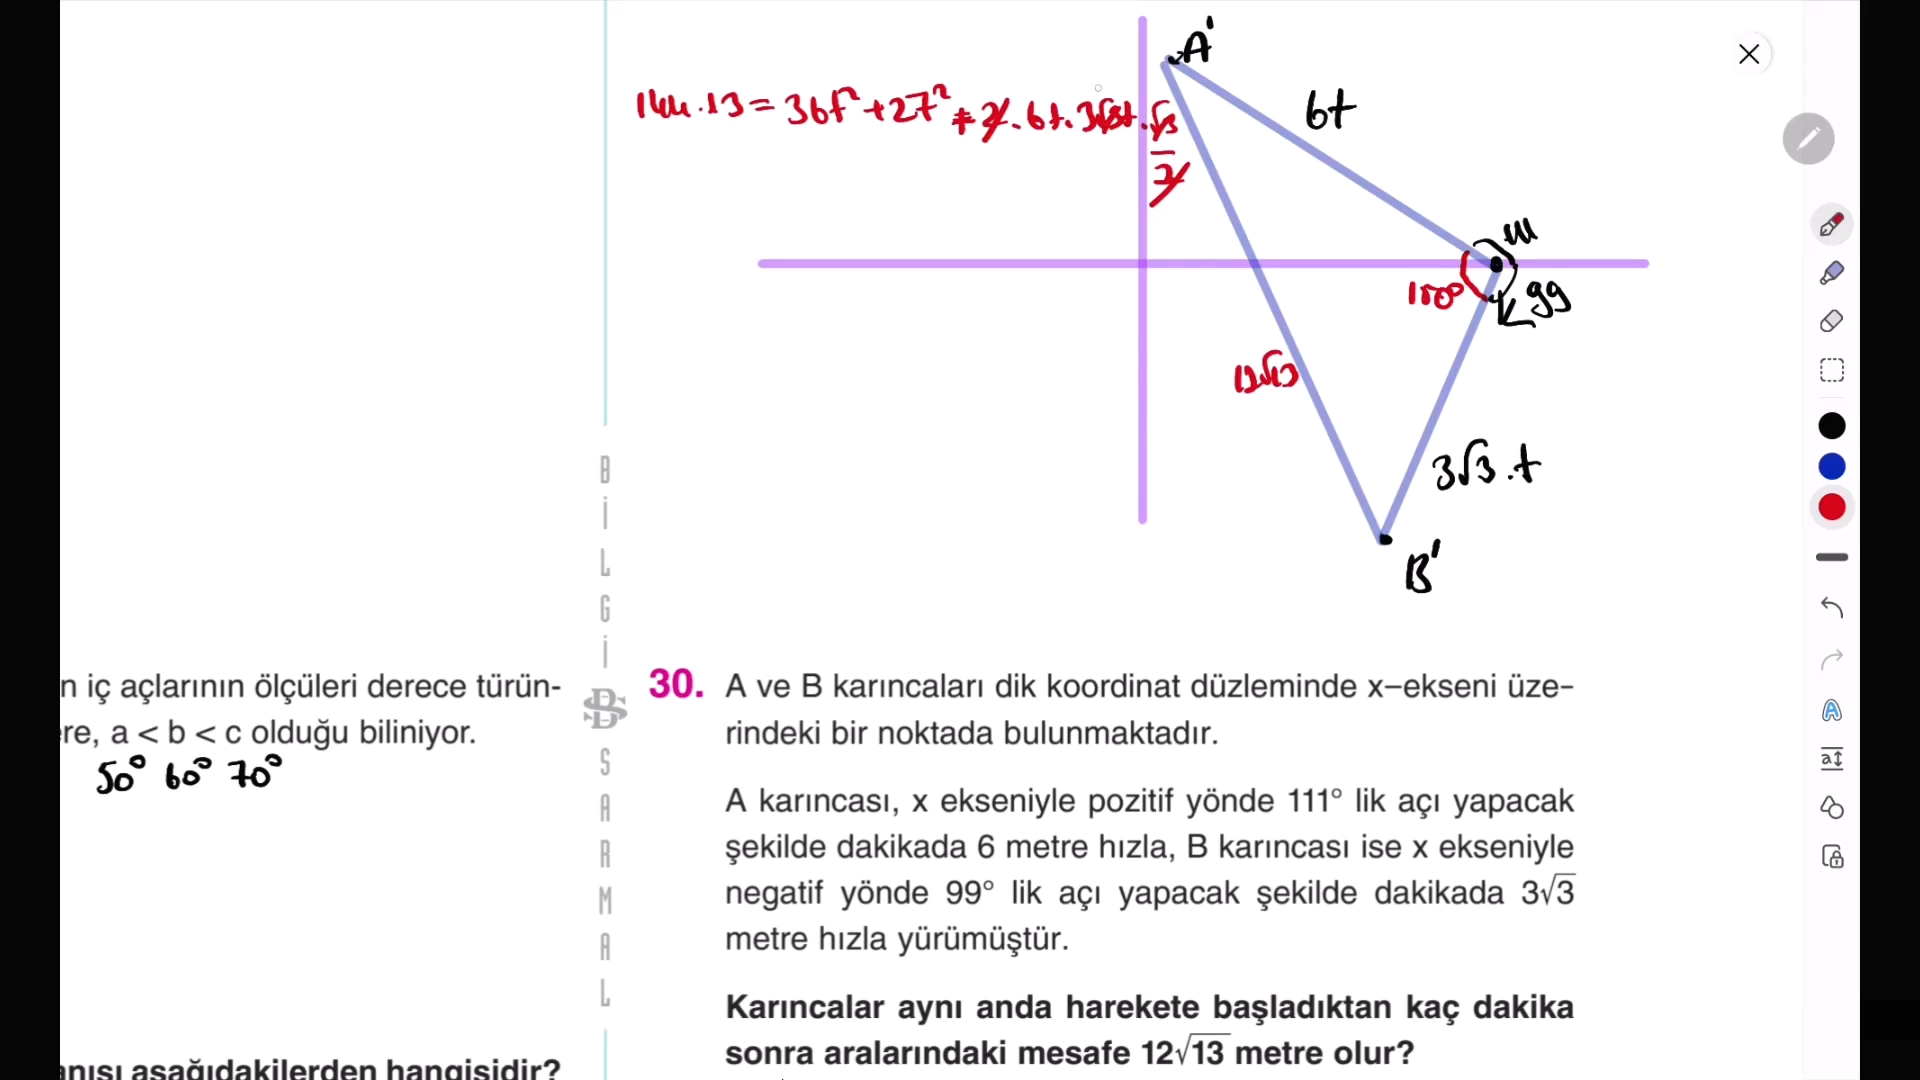 A'
144.13 = 36t² + 27² + 2.6t.3√3t.√3/2
6t
111
150°
99
12√13
3√3.t
B'
BİLGİ
SARMAL
n iç açlarının ölçüleri derece türün-
re, a < b < c olduğu biliniyor.
50° 60° 70°
anısı aşağıdakilerden hangisidir?
30. A ve B karıncaları dik koordinat düzleminde x–ekseni üze-
rindeki bir noktada bulunmaktadır.
A karıncası, x ekseniyle pozitif yönde 111° lik açı yapacak
şekilde dakikada 6 metre hızla, B karıncası ise x ekseniyle
negatif yönde 99° lik açı yapacak şekilde dakikada 3√3
metre hızla yürümüştür.
Karıncalar aynı anda harekete başladıktan kaç dakika
sonra aralarındaki mesafe 12√13 metre olur?